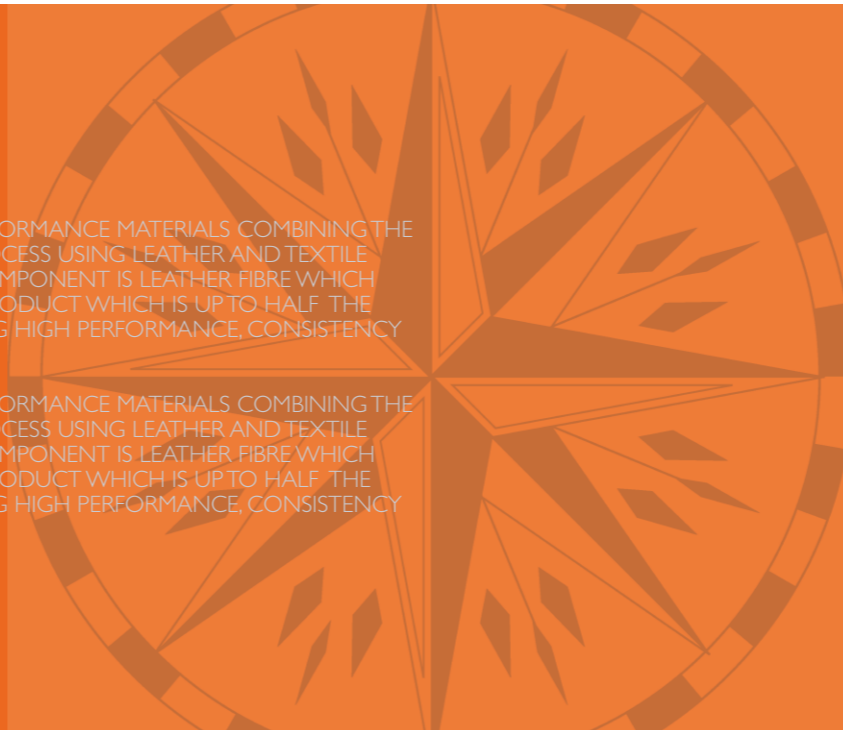 ORMANCE MATERIALS COMBINING THE
CESS USING LEATHER AND TEXTILE
MPONENT IS LEATHER FIBRE WHICH
ODUCT WHICH IS UP TO HALF THE
G HIGH PERFORMANCE, CONSISTENCY
ORMANCE MATERIALS COMBINING THE
CESS USING LEATHER AND TEXTILE
MPONENT IS LEATHER FIBRE WHICH
ODUCT WHICH IS UP TO HALF THE
G HIGH PERFORMANCE, CONSISTENCY